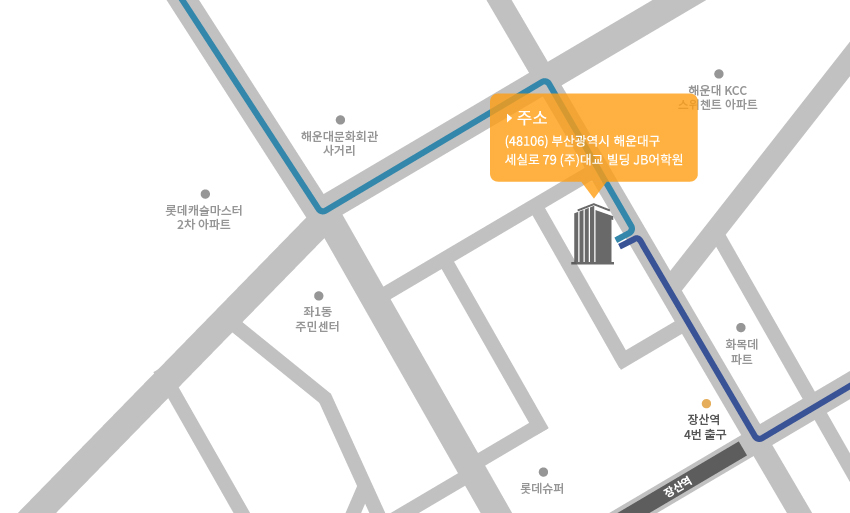 해운대 KCC
스위첸트 아파트
주소
(48106) 부산광역시 해운대구
세실로 79 (주)대교 빌딩 JB어학원
해운대문화회관
사거리
롯데캐슬마스터
2차 아파트
좌1동
주민센터
화목데
파트
장산역
4번 출구
롯데슈퍼
장산역